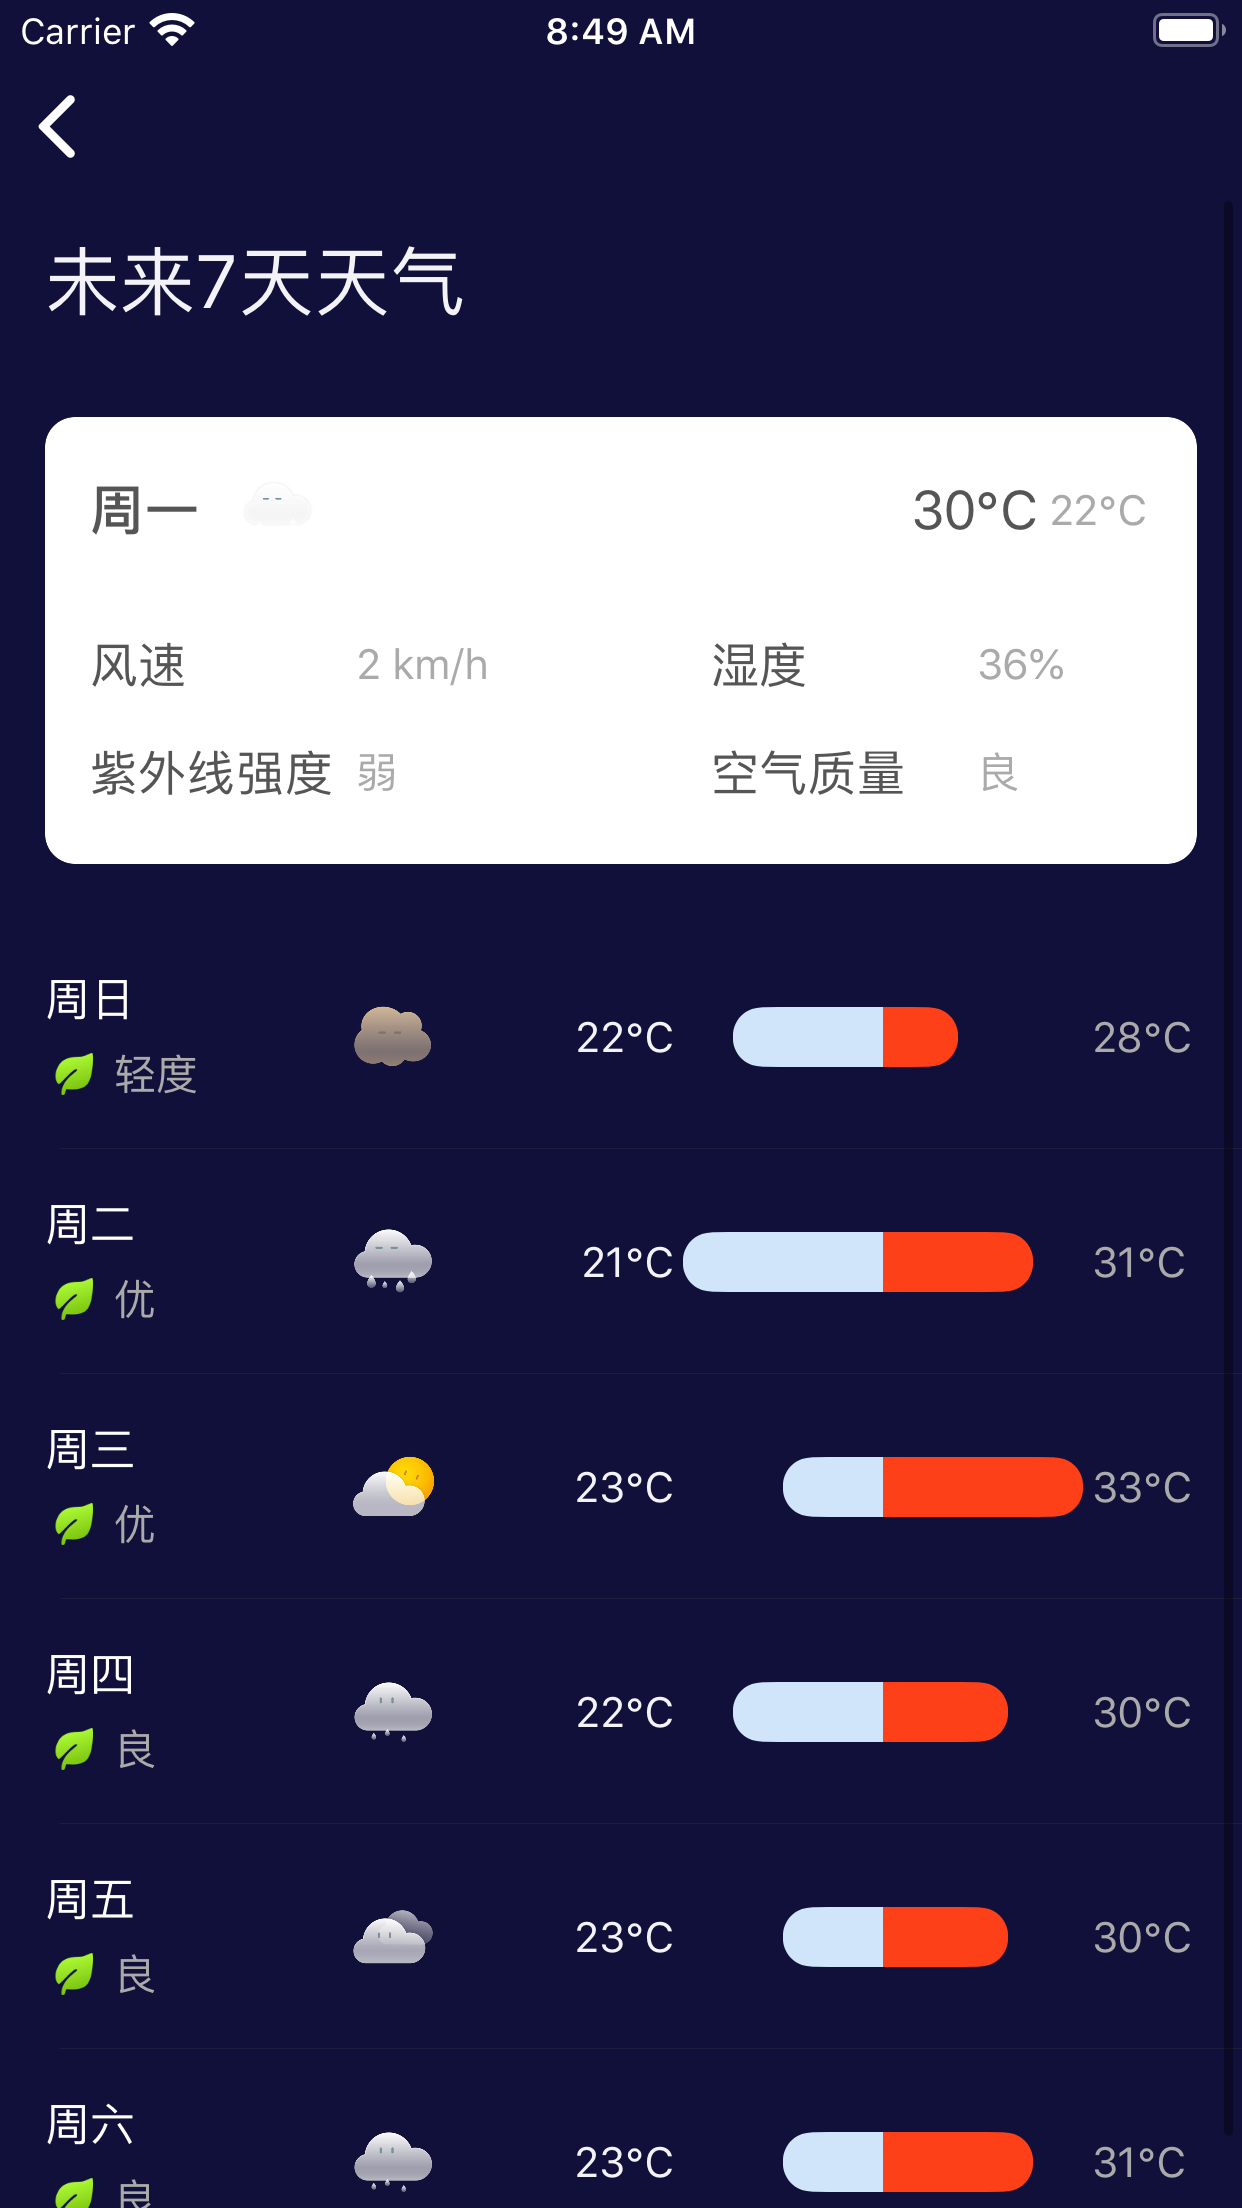 Carrier 8:49 AM
未来7天天气
周一 30°C 22°C
风速 2 km/h 湿度 36%
紫外线强度 弱 空气质量 良
周日
22°C 28°C
轻度
周二
21°C 31°C
优
周三
23°C 33°C
优
周四
22°C 30°C
良
周五
23°C 30°C
良
周六
23°C 31°C
良